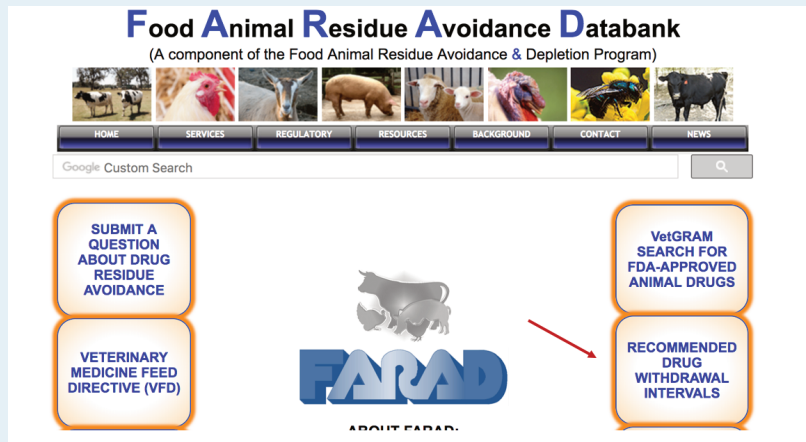 Food Animal Residue Avoidance Databank
(A component of the Food Animal Residue Avoidance & Depletion Program)
HOME SERVICES REGULATORY RESOURCES BACKGROUND CONTACT NEWS
Google Custom Search
SUBMIT A
QUESTION
ABOUT DRUG
RESIDUE
AVOIDANCE
VETERINARY
MEDICINE FEED
DIRECTIVE (VFD)
FARAD
ABOUT FARAD:
VetGRAM
SEARCH FOR
FDA-APPROVED
ANIMAL DRUGS
RECOMMENDED
DRUG
WITHDRAWAL
INTERVALS